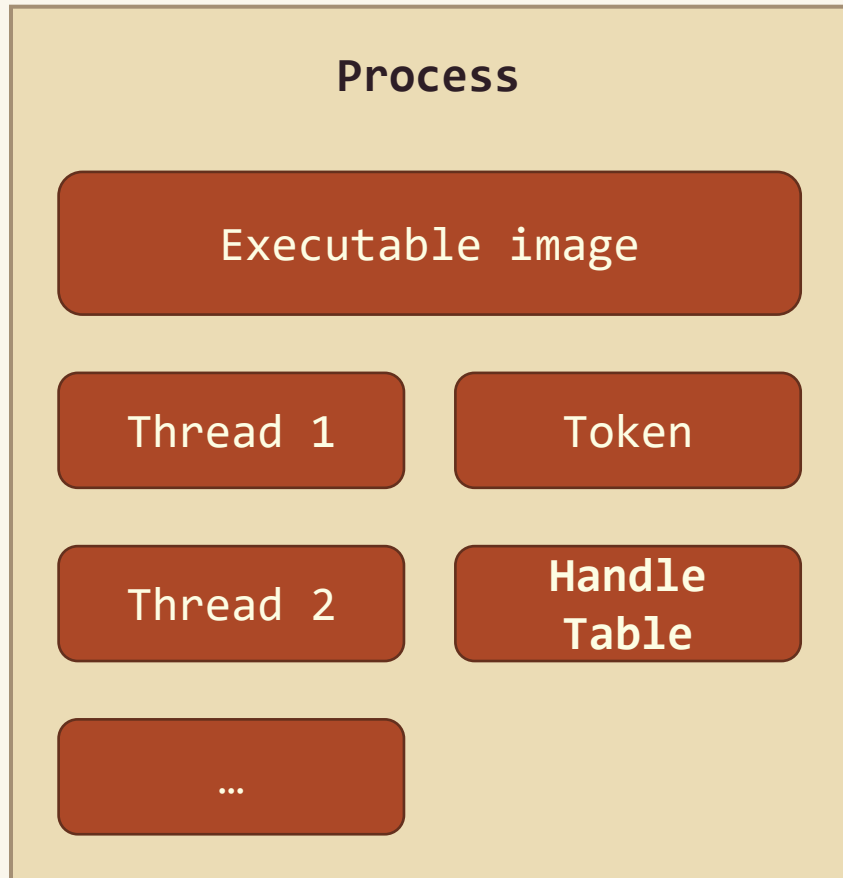 Process
Executable image
Thread 1
Token
Thread 2
Handle
Table
…